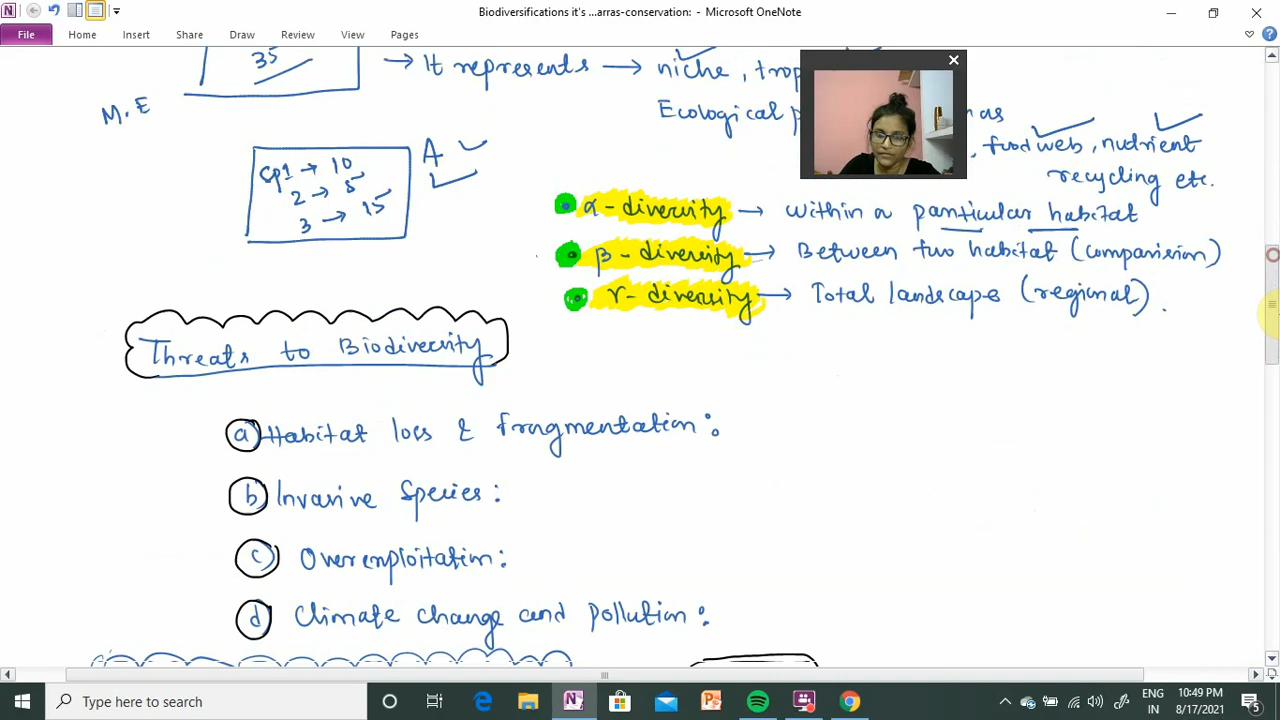 Biodiversifications it's ...arras-conservation: - Microsoft OneNote
File Home Insert Share Draw Review View Pages
35
→ It represents → niche, trop
M.E
Ecological p as
foodweb, nutrient
recycling etc.
A
Sp1 → 10
2 → 5
3 → 15
α-diversity → within a particular habitat
β-diversity → Between two habitat (comparision)
γ-diversity → Total landscapes (regional).
Threats to Biodiversity
a Habitat loss & fragmentation:
b Invasive Species:
c Overexploitation:
d Climate change and pollution:
Type here to search
ENG
IN
10:49 PM
8/17/2021
5